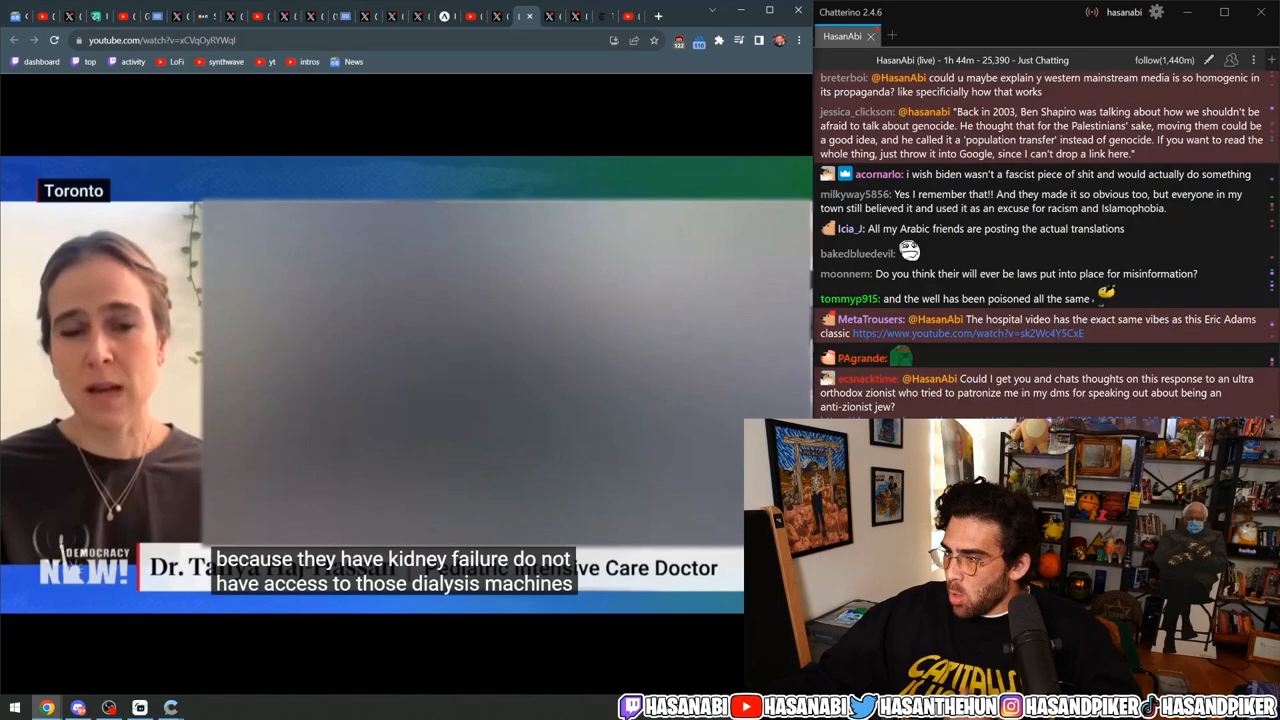 youtube.com/watch?v=xCVqOyRYWqI
dashboard
top
activity
LoFi
synthwave
yt
intros
News
Toronto
DEMOCRACY
NOW!
Intensive Care Doctor
because they have kidney failure do not
have access to those dialysis machines
Chatterino 2.4.6
hasanabi
HasanAbi
HasanAbi (live) - 1h 44m - 25,390 - Just Chatting
follow(1,440m)
breterboi: @HasanAbi could u maybe explain y western mainstream media is so homogenic in
its propaganda? like specificially how that works
jessica_clickson: @hasanabi "Back in 2003, Ben Shapiro was talking about how we shouldn't be
afraid to talk about genocide. He thought that for the Palestinians' sake, moving them could be
a good idea, and he called it a 'population transfer' instead of genocide. If you want to read the
whole thing, just throw it into Google, since I can't drop a link here."
acornarlo: i wish biden wasn't a fascist piece of shit and would actually do something
milkyway5856: Yes I remember that!! And they made it so obvious too, but everyone in my
town still believed it and used it as an excuse for racism and Islamophobia.
Icia_J: All my Arabic friends are posting the actual translations
bakedbluedevil:
moonnem: Do you think their will ever be laws put into place for misinformation?
tommyp915: and the well has been poisoned all the same
MetaTrousers: @HasanAbi The hospital video has the exact same vibes as this Eric Adams
classic https://www.youtube.com/watch?v=sk2Wc4Y5CxE
PAgrande:
ecsnacktime: @HasanAbi Could I get you and chats thoughts on this response to an ultra
orthodox zionist who tried to patronize me in my dms for speaking out about being an
anti-zionist jew?
HASANABI HASANABI HASANTHEHUN HASANDPIKER HASANDPIKER